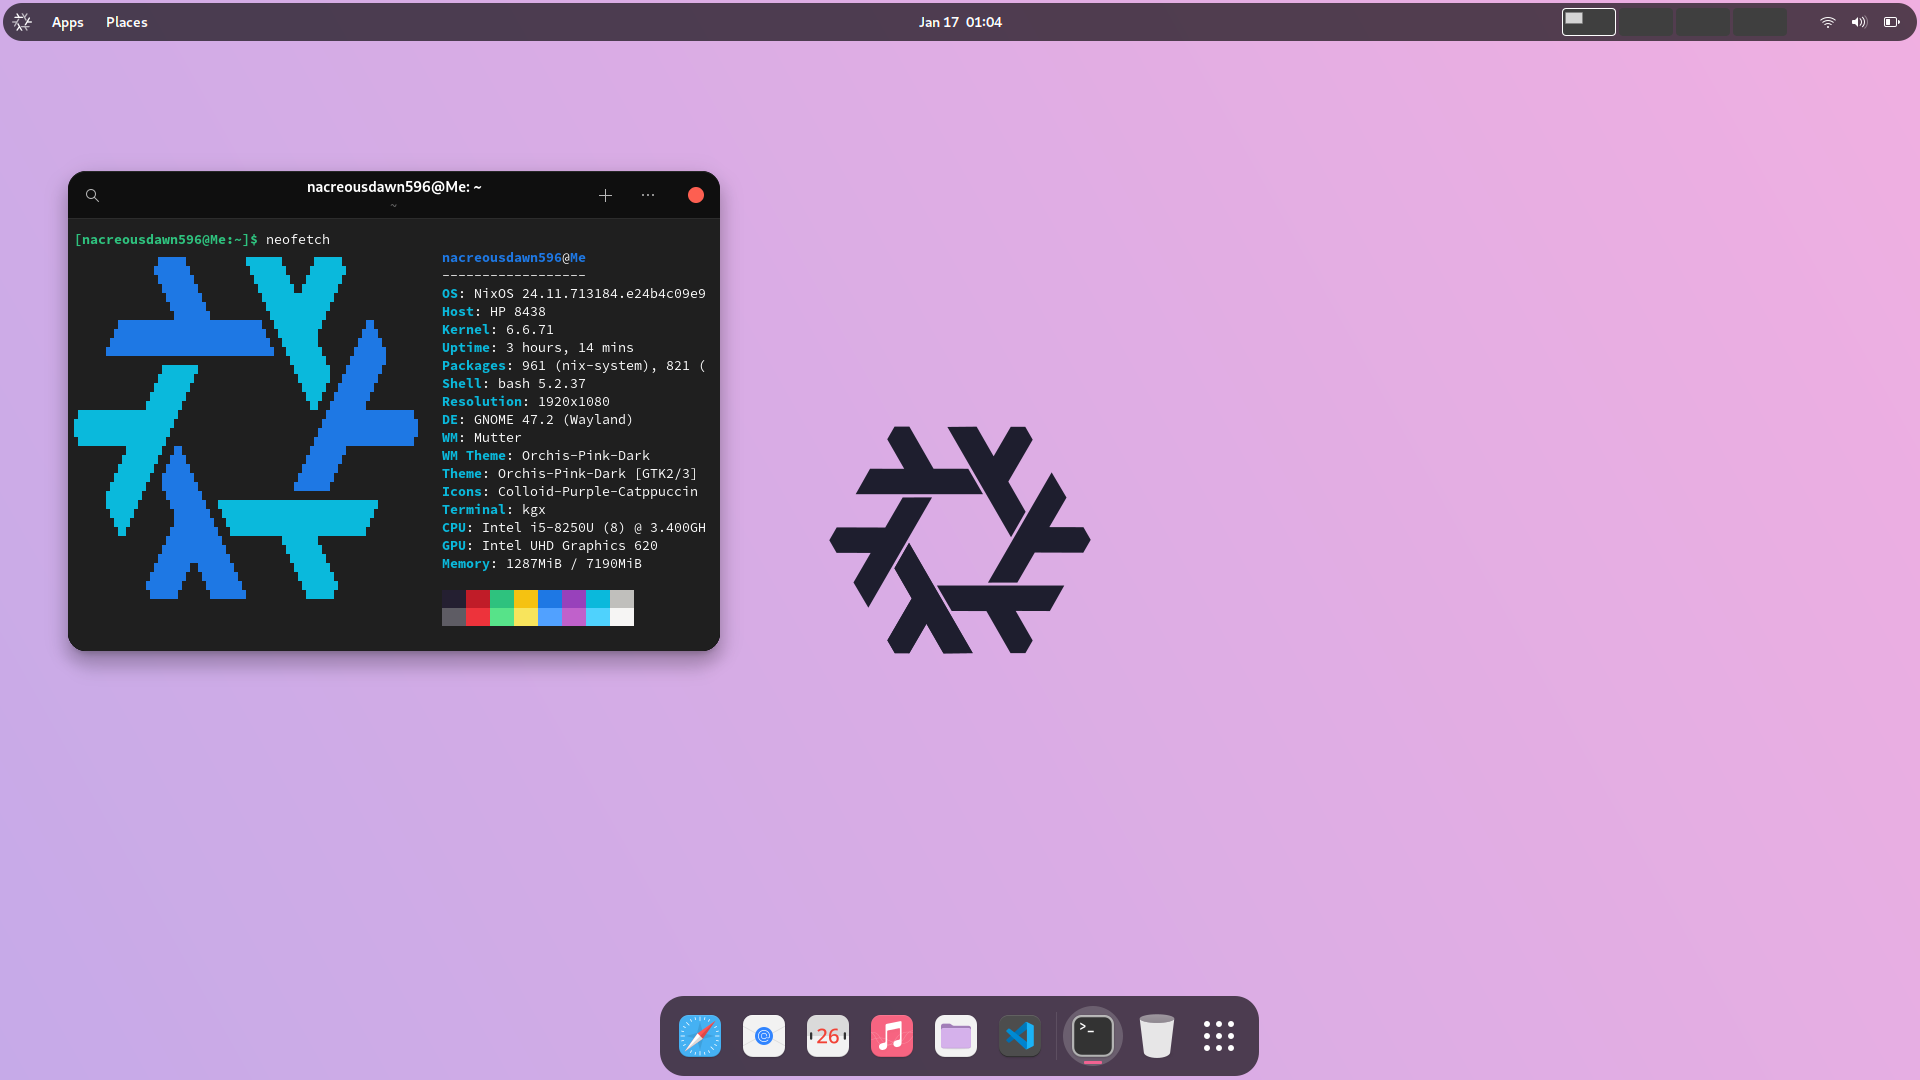 Apps Places Jan 17 01:04
nacreousdawn596@Me: ~
~
[nacreousdawn596@Me:~]$ neofetch
nacreousdawn596@Me
------------------
OS: NixOS 24.11.713184.e24b4c09e9
Host: HP 8438
Kernel: 6.6.71
Uptime: 3 hours, 14 mins
Packages: 961 (nix-system), 821 (
Shell: bash 5.2.37
Resolution: 1920x1080
DE: GNOME 47.2 (Wayland)
WM: Mutter
WM Theme: Orchis-Pink-Dark
Theme: Orchis-Pink-Dark [GTK2/3]
Icons: Colloid-Purple-Catppuccin
Terminal: kgx
CPU: Intel i5-8250U (8) @ 3.400GH
GPU: Intel UHD Graphics 620
Memory: 1287MiB / 7190MiB
26
>_